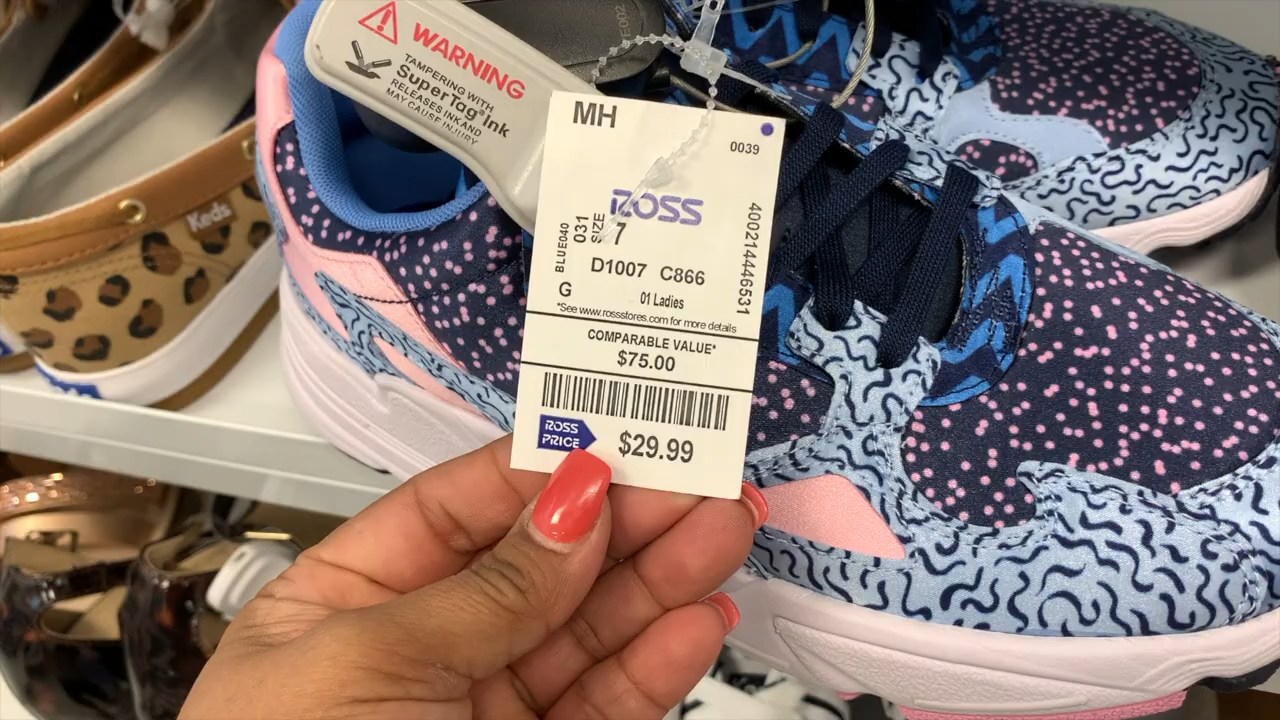 WARNING
TAMPERING WITH
SuperTag® Ink
RELEASES INK AND
MAY CAUSE INJURY
MH
0039
ROSS
SIZE 7
031
BLUE040
D1007 C866
G
01 Ladies
400214446531
*See www.rossstores.com for more details
COMPARABLE VALUE*
$75.00
ROSS
PRICE
$29.99
Keds